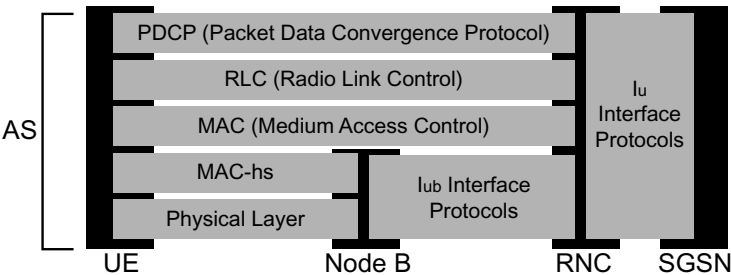 PDCP (Packet Data Convergence Protocol)
RLC (Radio Link Control)
MAC (Medium Access Control)
MAC-hs
Physical Layer
Iub Interface
Protocols
Iu
Interface
Protocols
AS
UE
Node B
RNC
SGSN